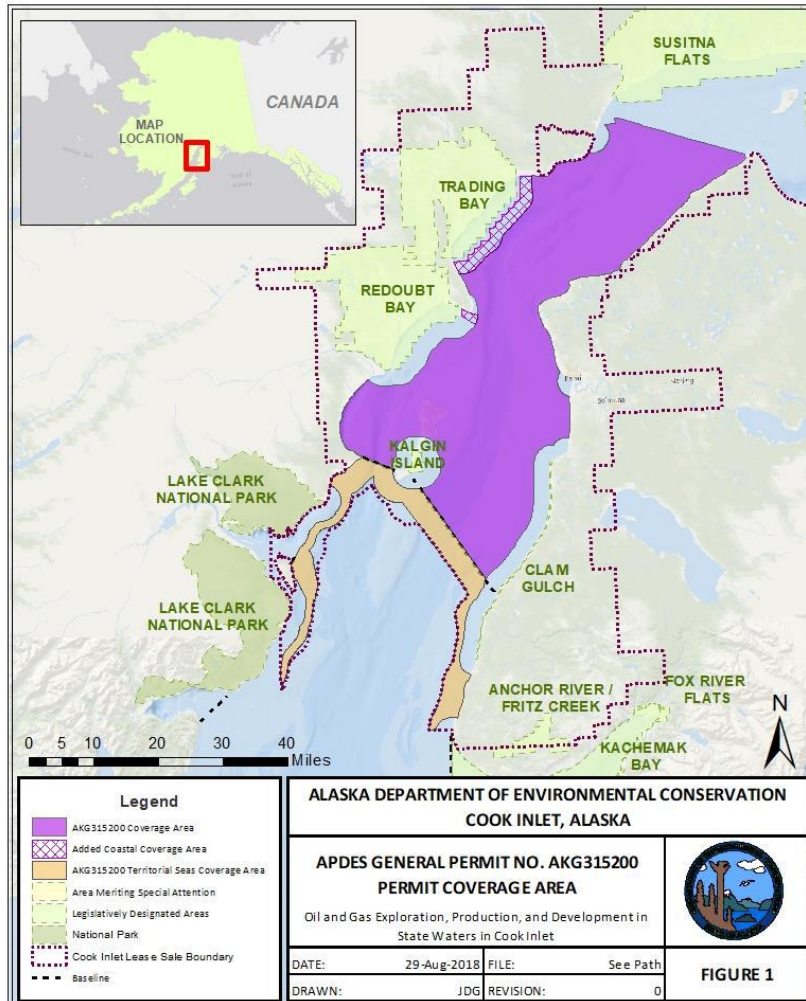 CANADA
MAP
LOCATION
SUSITNA
FLATS
TRADING
BAY
REDOUBT
BAY
Kenai
KALGIN
ISLAND
LAKE CLARK
NATIONAL PARK
CLAM
GULCH
LAKE CLARK
NATIONAL PARK
ANCHOR RIVER /
FRITZ CREEK
FOX RIVER
FLATS
KACHEMAK
BAY
N
0 5 10 20 30 40
Miles
Legend
AKG315200 Coverage Area
Added Coastal Coverage Area
AKG315200 Territorial Seas Coverage Area
Area Meriting Special Attention
Legislatively Designated Areas
National Park
Cook Inlet Lease Sale Boundary
Baseline
ALASKA DEPARTMENT OF ENVIRONMENTAL CONSERVATION
COOK INLET, ALASKA
APDES GENERAL PERMIT NO. AKG315200
PERMIT COVERAGE AREA
Oil and Gas Exploration, Production, and Development in
State Waters in Cook Inlet
DATE: 29-Aug-2018 FILE: See Path
DRAWN: JDG REVISION: 0
FIGURE 1